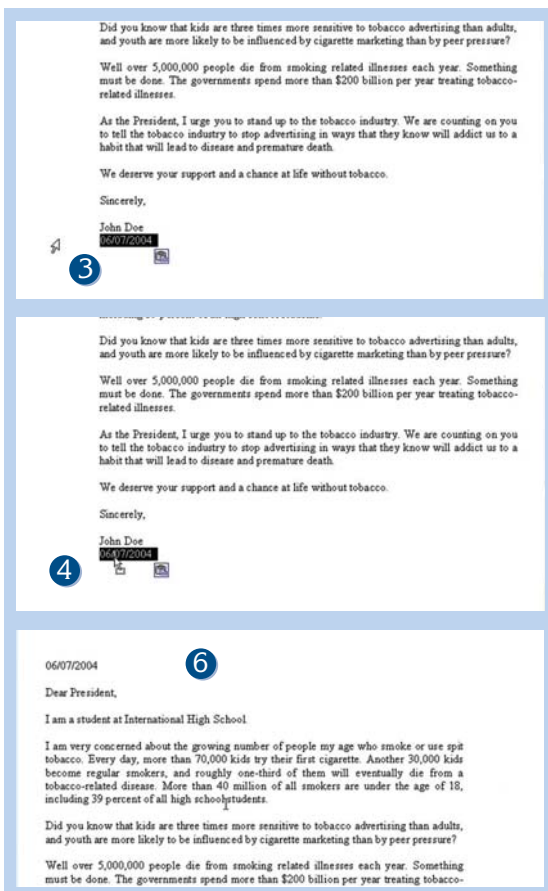 Did you know that kids are three times more sensitive to tobacco advertising than adults,
and youth are more likely to be influenced by cigarette marketing than by peer pressure?
Well over 5,000,000 people die from smoking related illnesses each year. Something
must be done. The governments spend more than $200 billion per year treating tobacco-
related illnesses.
As the President, I urge you to stand up to the tobacco industry. We are counting on you
to tell the tobacco industry to stop advertising in ways that they know will addict us to a
habit that will lead to disease and premature death.
We deserve your support and a chance at life without tobacco.
Sincerely,
John Doe
06/07/2004
3
Did you know that kids are three times more sensitive to tobacco advertising than adults,
and youth are more likely to be influenced by cigarette marketing than by peer pressure?
Well over 5,000,000 people die from smoking related illnesses each year. Something
must be done. The governments spend more than $200 billion per year treating tobacco-
related illnesses.
As the President, I urge you to stand up to the tobacco industry. We are counting on you
to tell the tobacco industry to stop advertising in ways that they know will addict us to a
habit that will lead to disease and premature death.
We deserve your support and a chance at life without tobacco.
Sincerely,
John Doe
06/07/2004
4
06/07/2004
6
Dear President,
I am a student at International High School.
I am very concerned about the growing number of people my age who smoke or use spit
tobacco. Every day, more than 70,000 kids try their first cigarette. Another 30,000 kids
become regular smokers, and roughly one-third of them will eventually die from a
tobacco-related disease. More than 40 million of all smokers are under the age of 18,
including 39 percent of all high school students.
Did you know that kids are three times more sensitive to tobacco advertising than adults,
and youth are more likely to be influenced by cigarette marketing than by peer pressure?
Well over 5,000,000 people die from smoking related illnesses each year. Something
must be done. The governments spend more than $200 billion per year treating tobacco-